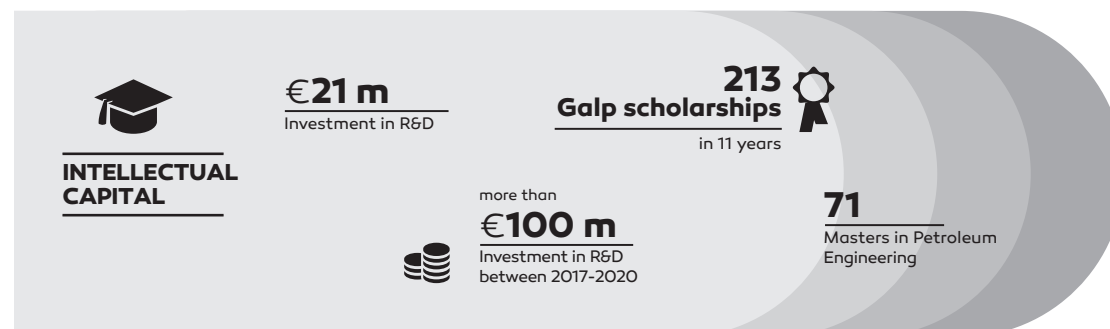 INTELLECTUAL
CAPITAL
€21 m
Investment in R&D
more than
€100 m
Investment in R&D
between 2017-2020
213
Galp scholarships
in 11 years
71
Masters in Petroleum
Engineering